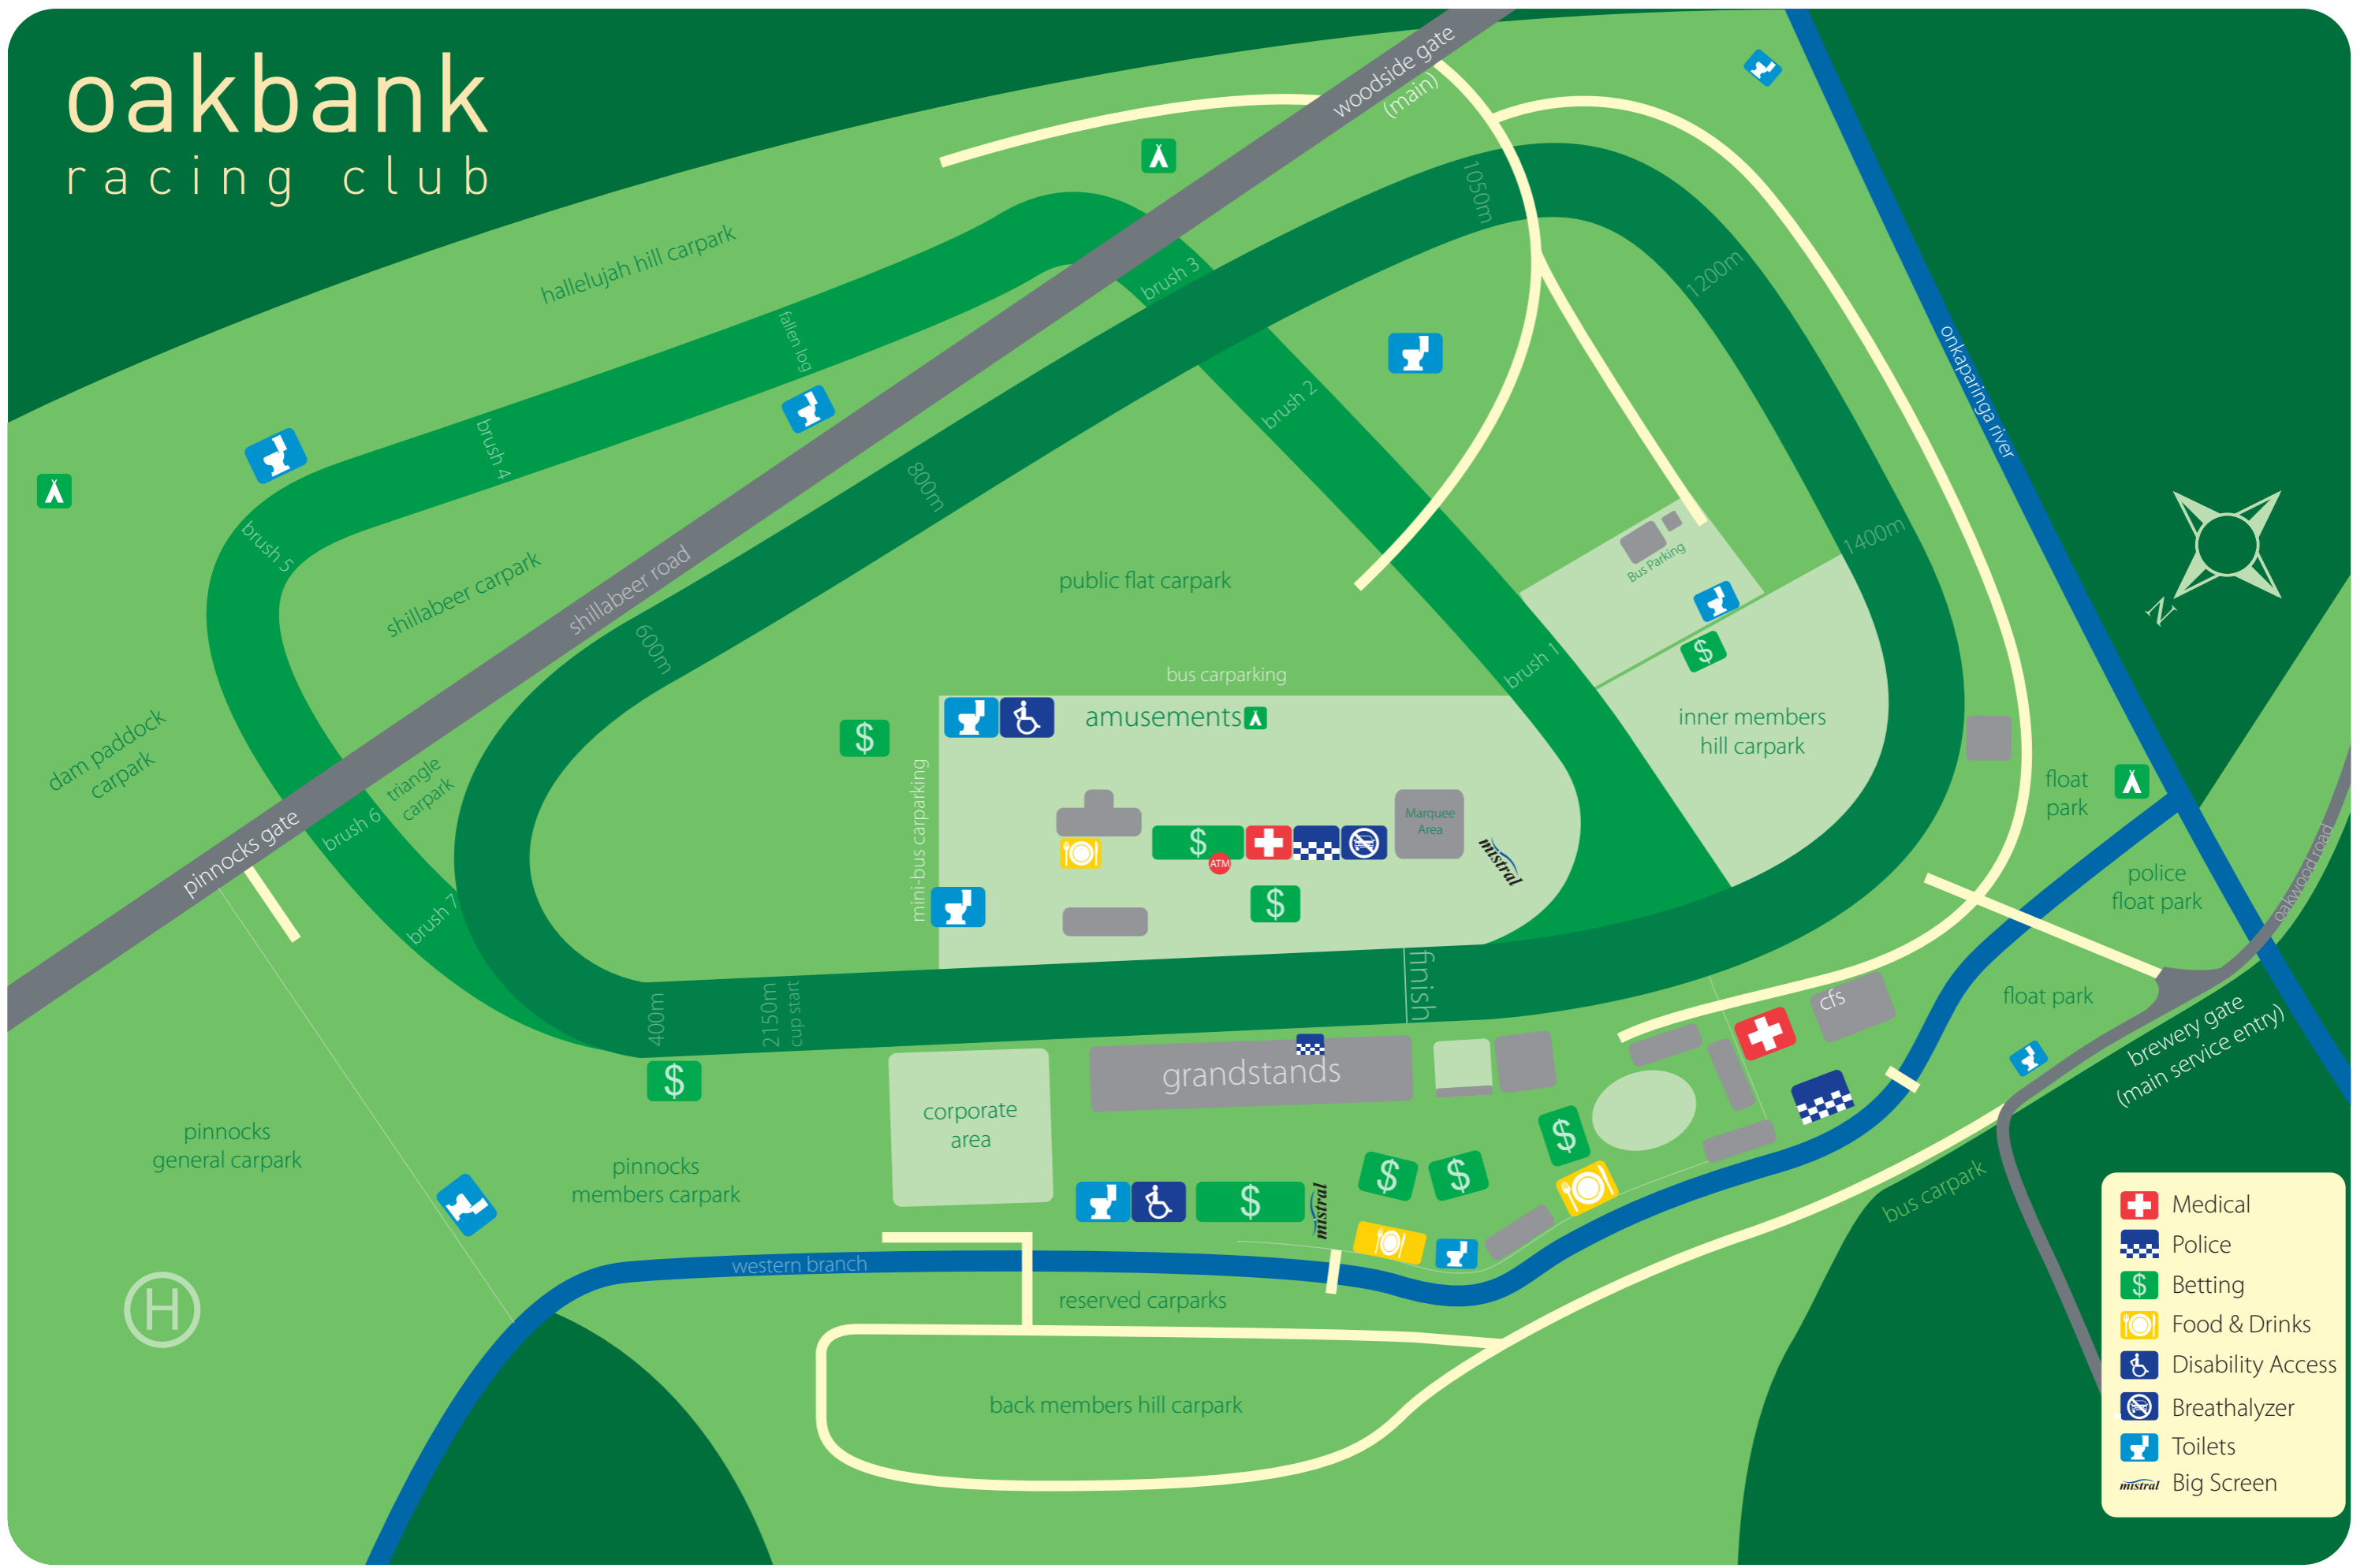 oakbank
racing club
woodside gate
(main)
hallelujah hill carpark
1050m
1200m
brush 3
fallen log
brush 2
onkaparinga river
brush 4
800m
brush 5
shillabeer carpark
shillabeer road
600m
public flat carpark
Bus Parking
1400m
N
bus carparking
brush 1
amusements
inner members
hill carpark
dam paddock
carpark
triangle
carpark
mini-bus carparking
float
park
brush 6
pinnocks gate
Marquee
Area
ATM
mistral
police
float park
oakwood road
brush 7
finish
400m
2150m
cup start
cfs
float park
brewery gate
(main service entry)
grandstands
corporate
area
pinnocks
general carpark
pinnocks
members carpark
mistral
bus carpark
western branch
reserved carparks
H
back members hill carpark
Medical
Police
$ Betting
Food & Drinks
Disability Access
Breathalyzer
Toilets
mistral Big Screen